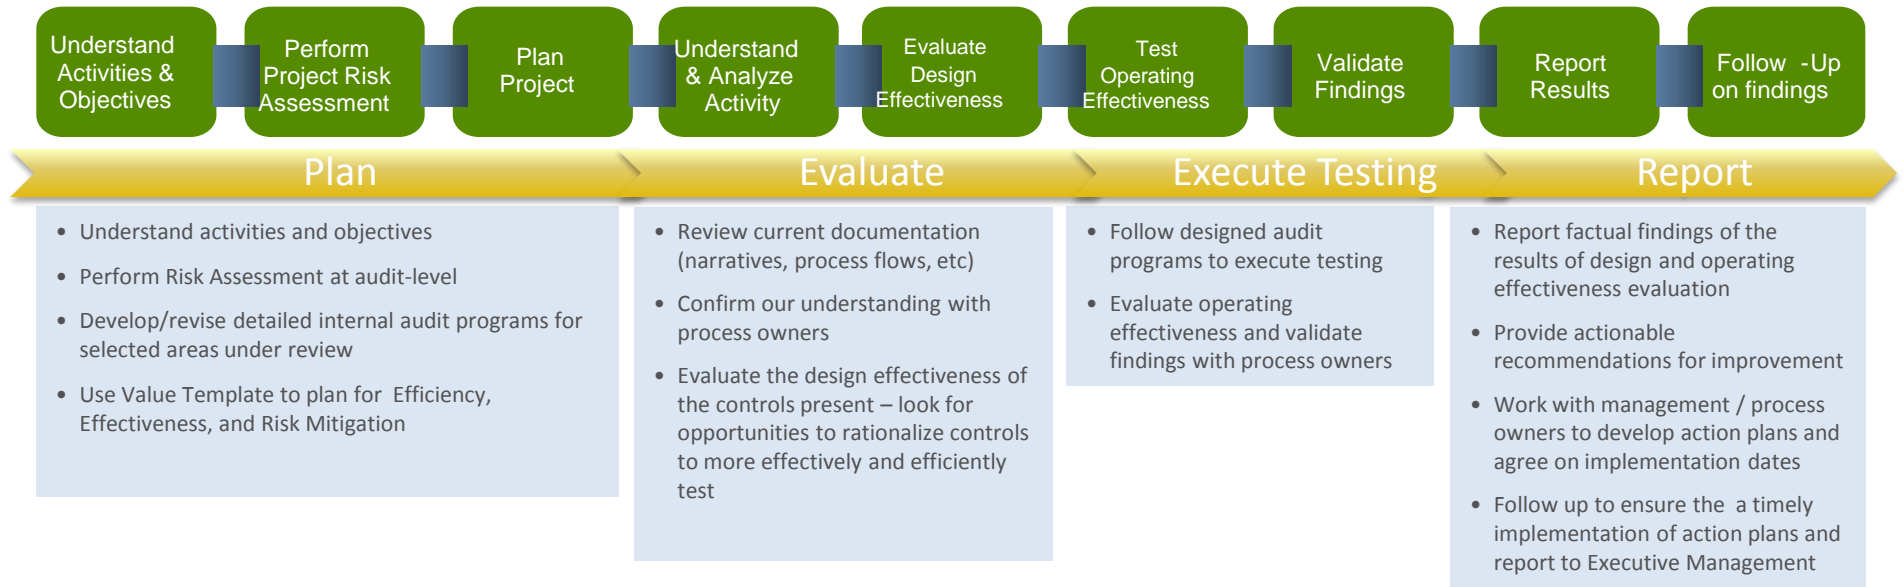 Understand
Activities &
Objectives
Perform
Project Risk
Assessment
Plan
Project
Understand
& Analyze
Activity
Evaluate
Design
Effectiveness
Test
Operating
Effectiveness
Validate
Findings
Report
Results
Follow -Up
on findings
Plan
Evaluate
Execute Testing
Report
• Understand activities and objectives
• Perform Risk Assessment at audit-level
• Develop/revise detailed internal audit programs for
selected areas under review
• Use Value Template to plan for Efficiency,
Effectiveness, and Risk Mitigation
• Review current documentation
(narratives, process flows, etc)
• Confirm our understanding with
process owners
• Evaluate the design effectiveness of
the controls present – look for
opportunities to rationalize controls
to more effectively and efficiently
test
• Follow designed audit
programs to execute testing
• Evaluate operating
effectiveness and validate
findings with process owners
• Report factual findings of the
results of design and operating
effectiveness evaluation
• Provide actionable
recommendations for improvement
• Work with management / process
owners to develop action plans and
agree on implementation dates
• Follow up to ensure the a timely
implementation of action plans and
report to Executive Management